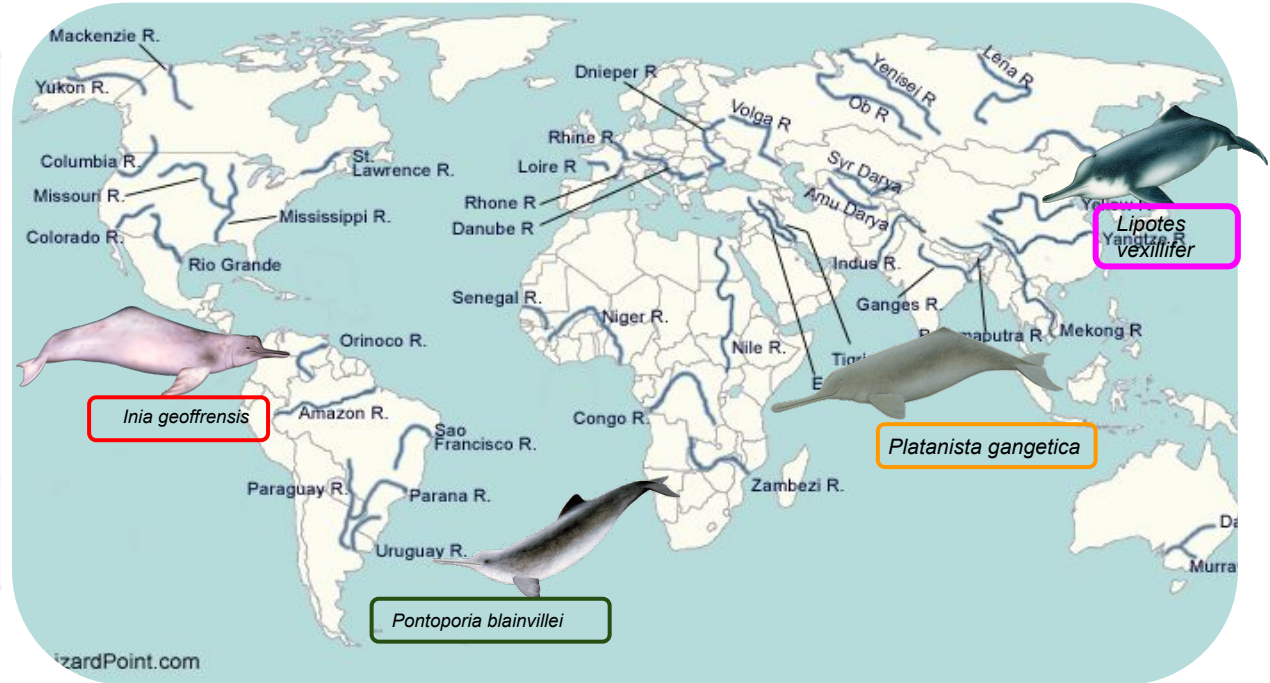 Mackenzie R.
Yukon R.
Dnieper R
Yenisei R
Lena R
Ob R
Volga R
Rhine R
Columbia R.
St.
Lawrence R.
Loire R
Syr Darya
Missouri R.
Rhone R
Amu Darya
Mississippi R.
Danube R
Colorado R.
Rio Grande
Lipotes
vexillifer
Yangtze R
Indus R.
Senegal R.
Ganges R.
Niger R.
Mekong R
Orinoco R.
Nile R.
Inia geoffrensis
Amazon R.
Congo R.
Sao
Francisco R.
Platanista gangetica
Paraguay R.
Parana R.
Zambezi R.
Uruguay R.
Pontoporia blainvillei
izardPoint.com